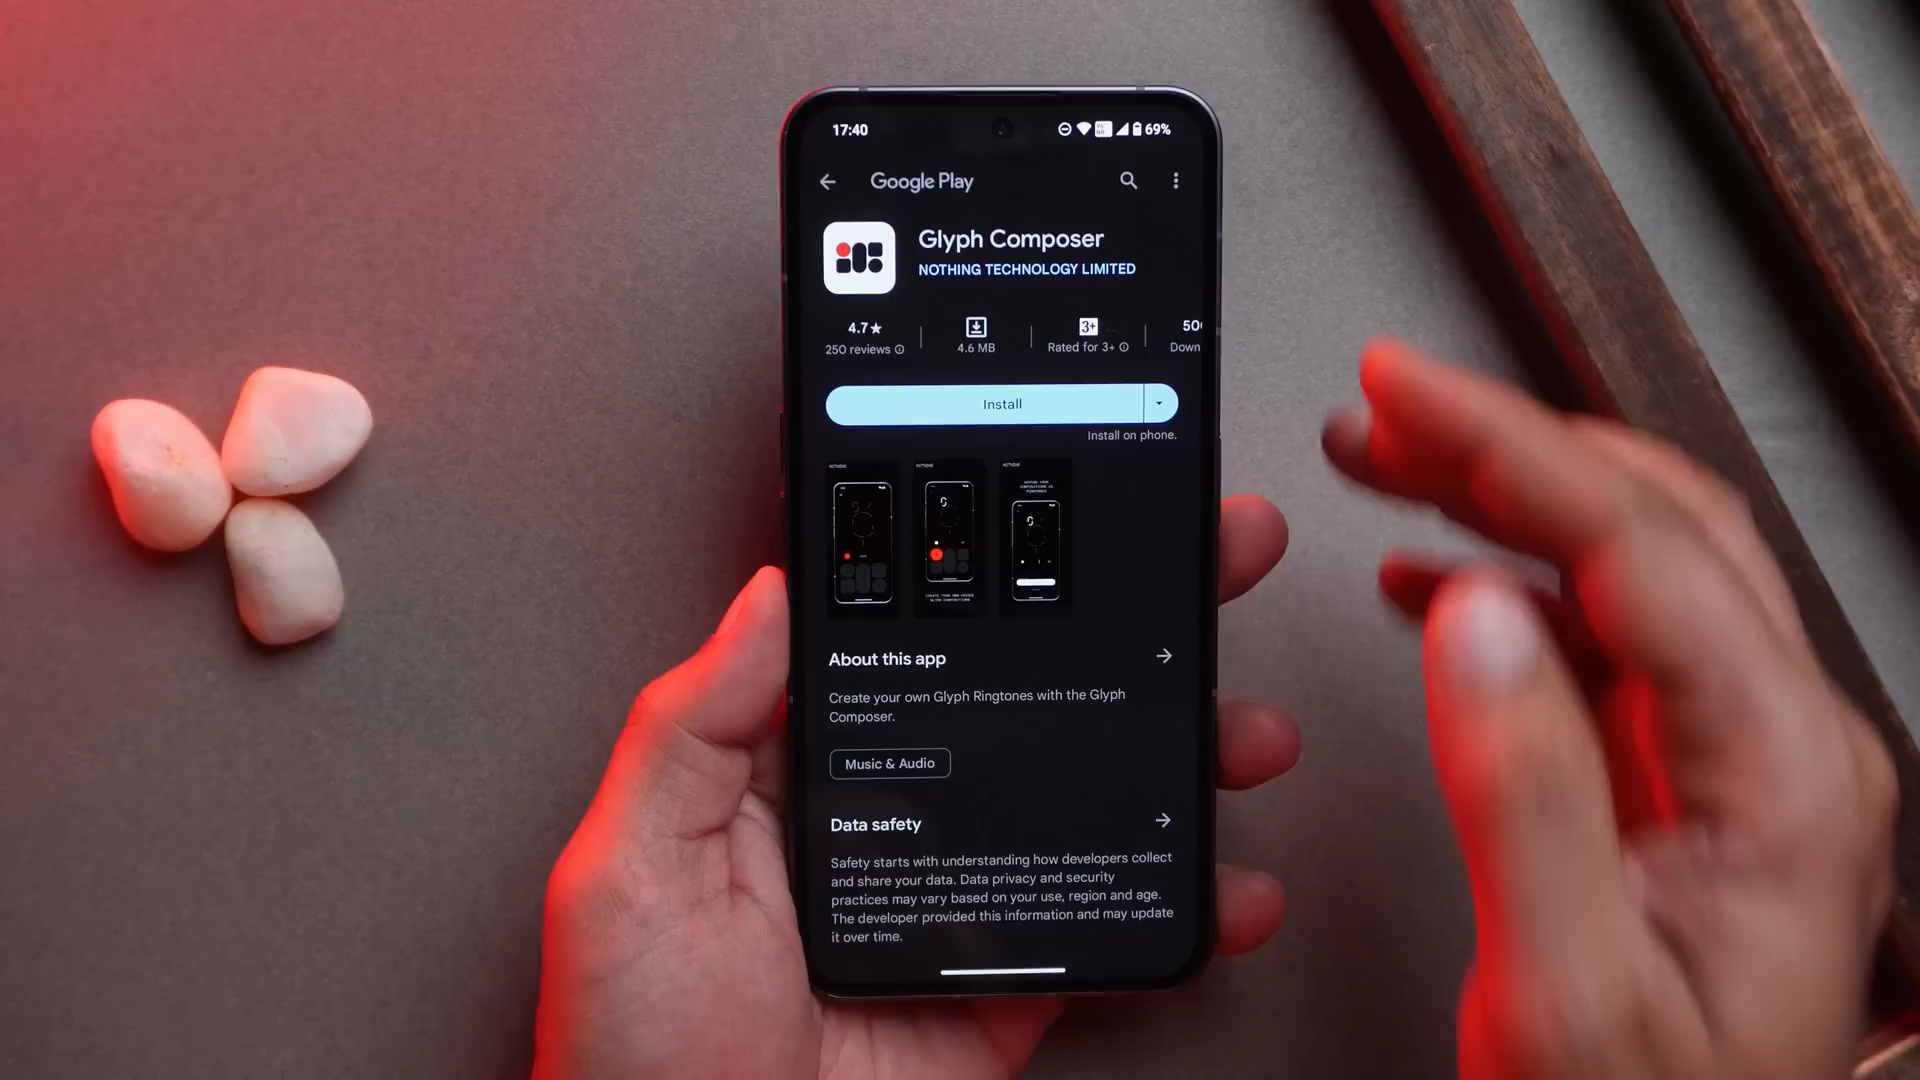 17:40
69%
Google Play
Glyph Composer
NOTHING TECHNOLOGY LIMITED
4.7★
250 reviews
4.6 MB
3+
Rated for 3+
50
Down
Install
Install on phone.
About this app
Create your own Glyph Ringtones with the Glyph
Composer.
Music & Audio
Data safety
Safety starts with understanding how developers collect
and share your data. Data privacy and security
practices may vary based on your use, region and age.
The developer provided this information and may update
it over time.